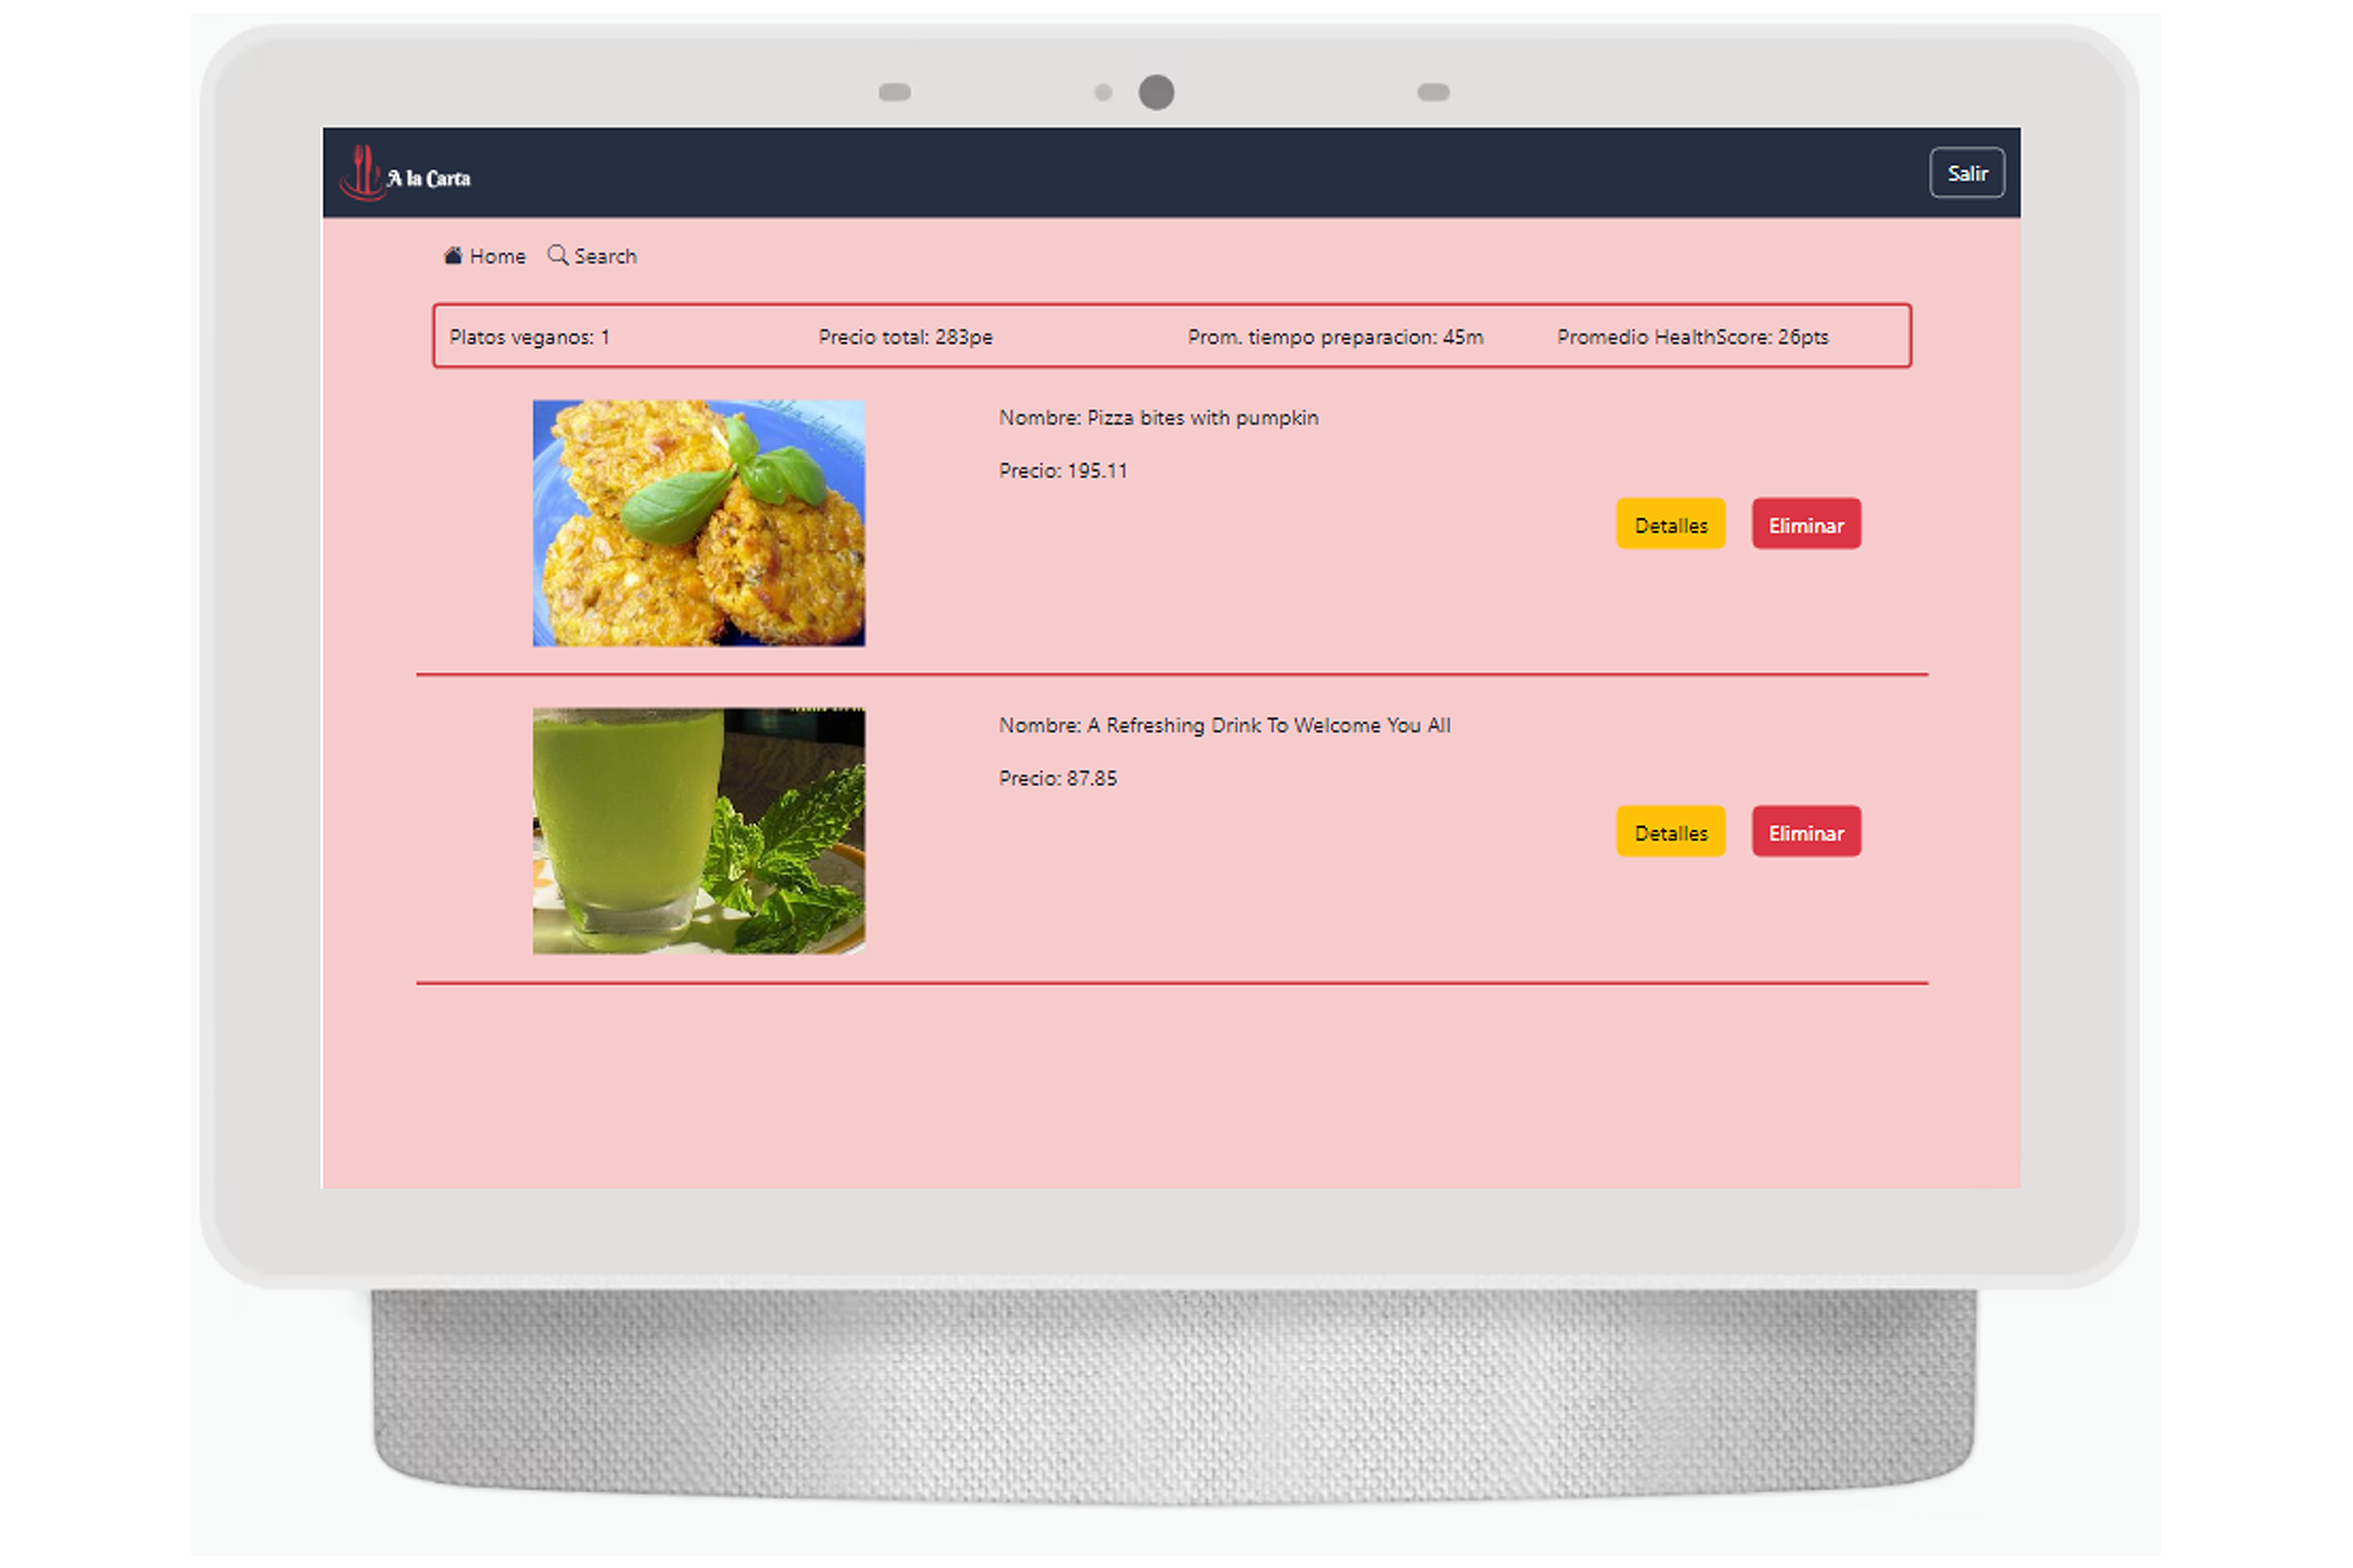 A la Carta
Salir
Home Search
Platos veganos: 1 Precio total: 283pe Prom. tiempo preparacion: 45m Promedio HealthScore: 26pts
Nombre: Pizza bites with pumpkin
Precio: 195.11
Detalles Eliminar
Nombre: A Refreshing Drink To Welcome You All
Precio: 87.85
Detalles Eliminar